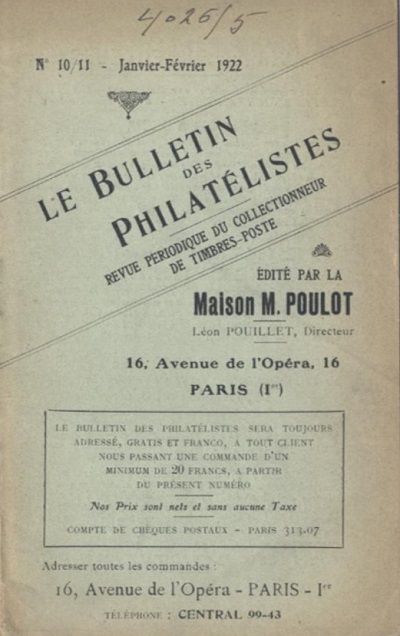 4026/5
N° 10/11 - Janvier-Février 1922
LE BULLETIN
DES
PHILATÉLISTES
REVUE PÉRIODIQUE DU COLLECTIONNEUR
DE TIMBRES-POSTE
ÉDITÉ PAR LA
Maison M. POULOT
Léon POUILLET, Directeur
16, Avenue de l'Opéra, 16
PARIS (Ier)
LE BULLETIN DES PHILATÉLISTES SERA TOUJOURS
ADRESSÉ, GRATIS ET FRANCO, A TOUT CLIENT
NOUS PASSANT UNE COMMANDE D'UN
MINIMUM DE 20 FRANCS, A PARTIR
DU PRÉSENT NUMÉRO
Nos Prix sont nets et sans aucune Taxe
COMPTE DE CHÈQUES POSTAUX - PARIS 313.07
Adresser toutes les commandes :
16, Avenue de l'Opéra - PARIS - Ier
TÉLÉPHONE : CENTRAL 99-43